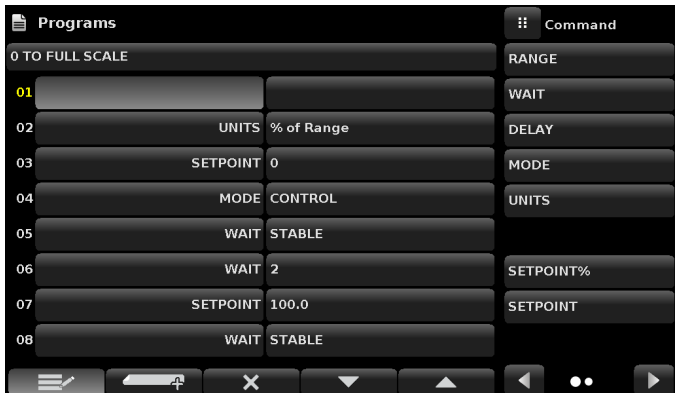 Programs
Command
0 TO FULL SCALE
RANGE
01
WAIT
02 UNITS % of Range
DELAY
03 SETPOINT 0
MODE
04 MODE CONTROL
UNITS
05 WAIT STABLE
06 WAIT 2
SETPOINT%
07 SETPOINT 100.0
SETPOINT
08 WAIT STABLE